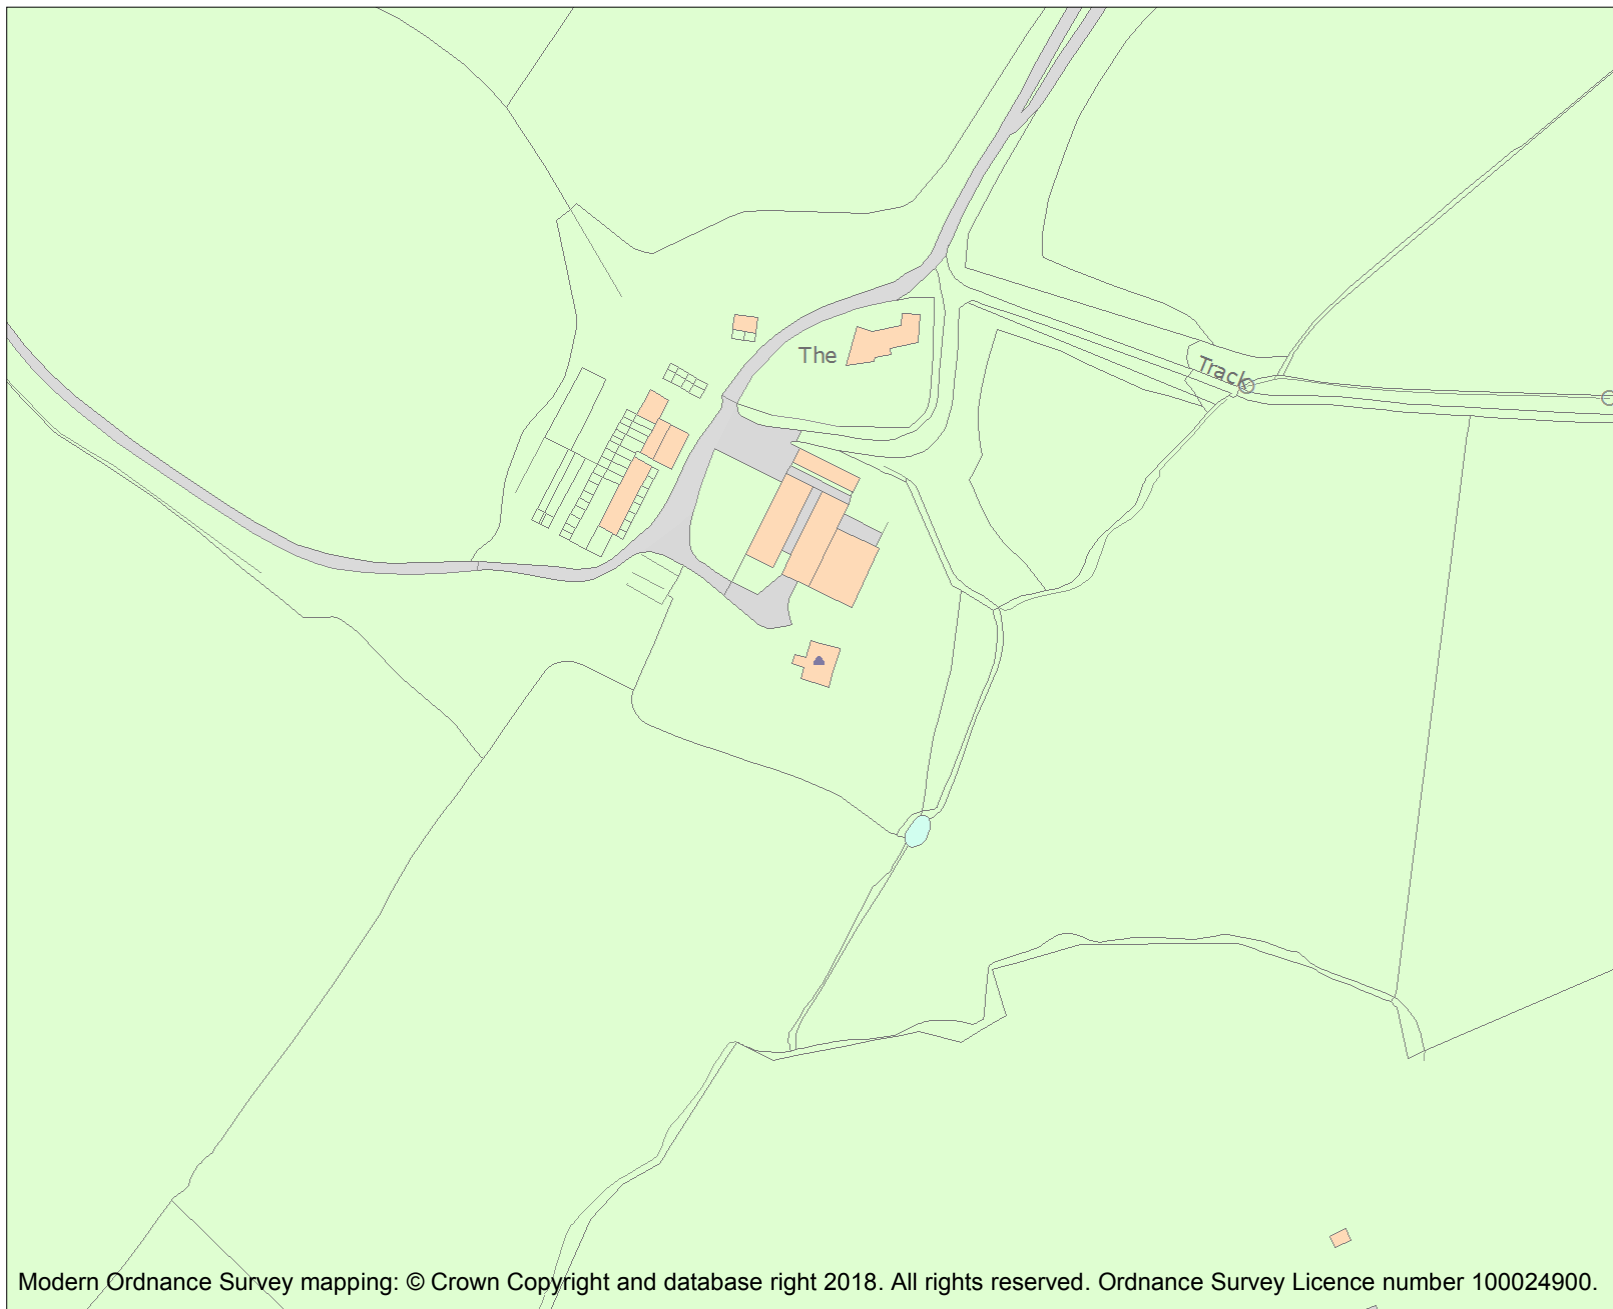 The
Track
Modern Ordnance Survey mapping: © Crown Copyright and database right 2018. All rights reserved. Ordnance Survey Licence number 100024900.